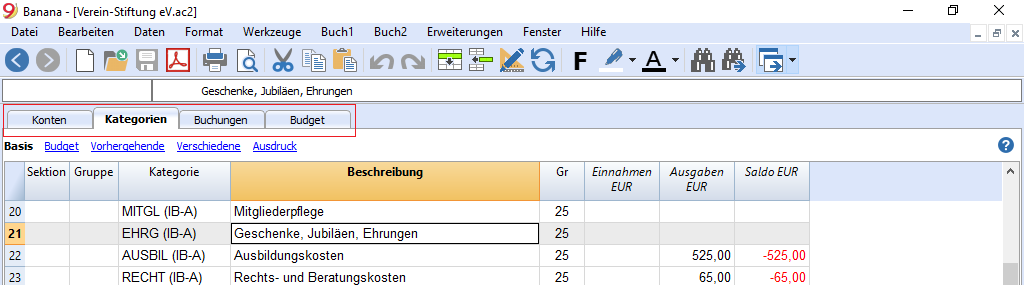 9 Banana - [Verein-Stiftung eV.ac2]
Datei Bearbeiten Daten Format Werkzeuge Buch1 Buch2 Erweiterungen Fenster Hilfe
F A
Geschenke, Jubiläen, Ehrungen
Konten Kategorien Buchungen Budget
Basis Budget Vorhergehende Verschiedene Ausdruck ?
Sektion Gruppe Kategorie Beschreibung Gr Einnahmen Ausgaben Saldo EUR
EUR EUR
20 MITGL (IB-A) Mitgliederpflege 25
21 EHRG (IB-A) Geschenke, Jubiläen, Ehrungen 25
22 AUSBIL (IB-A) Ausbildungskosten 25 525,00 -525,00
23 RECHT (IB-A) Rechts- und Beratungskosten 25 65,00 -65,00